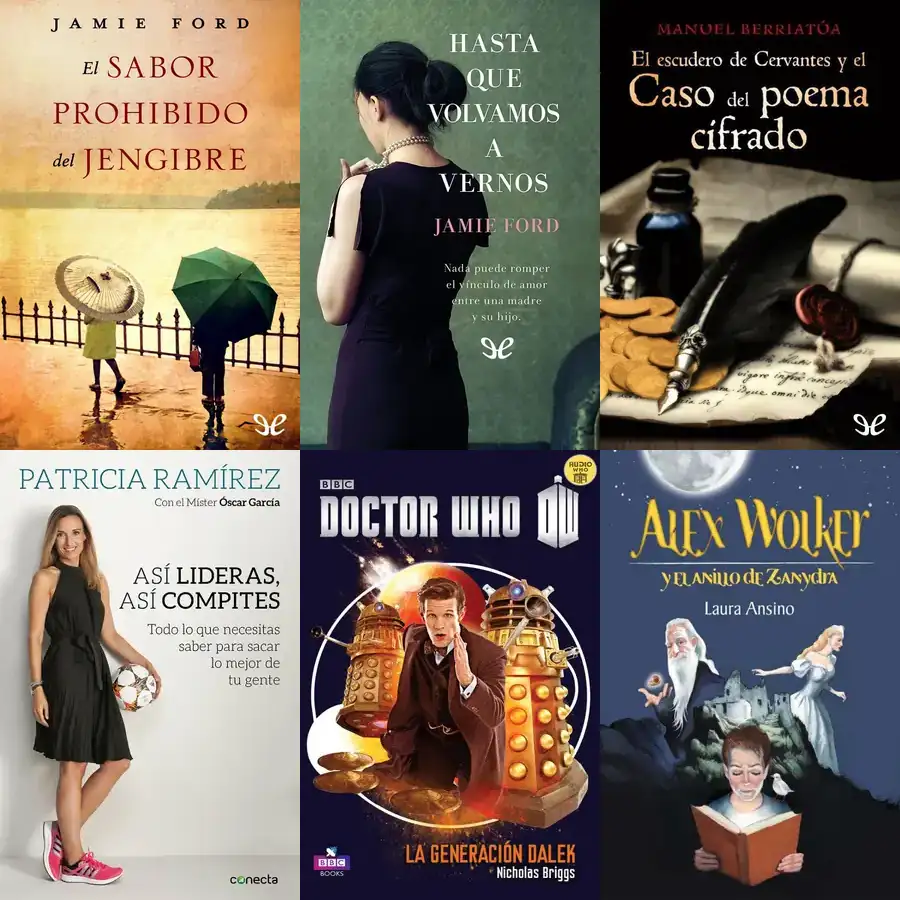 JAMIE FORD
El SABOR
PROHIBIDO
del JENGIBRE
HASTA
QUE
VOLVAMOS
A
VERNOS
JAMIE FORD
Nada puede romper
el vínculo de amor
entre una madre
y su hijo.
MANUEL BERRIATÚA
El escudero de Cervantes y el
Caso del poema
cifrado
PATRICIA RAMÍREZ
Con el Míster Óscar García
ASÍ LIDERAS,
ASÍ COMPITES
Todo lo que necesitas
saber para sacar
lo mejor de
tu gente
conecta
AUDIO
WHO
BBC
DOCTOR WHO DW
LA GENERACIÓN DALEK
Nicholas Briggs
BBC
BOOKS
ALEX WOLKER
Y EL ANILLO DE ZANYDRA
Laura Ansino